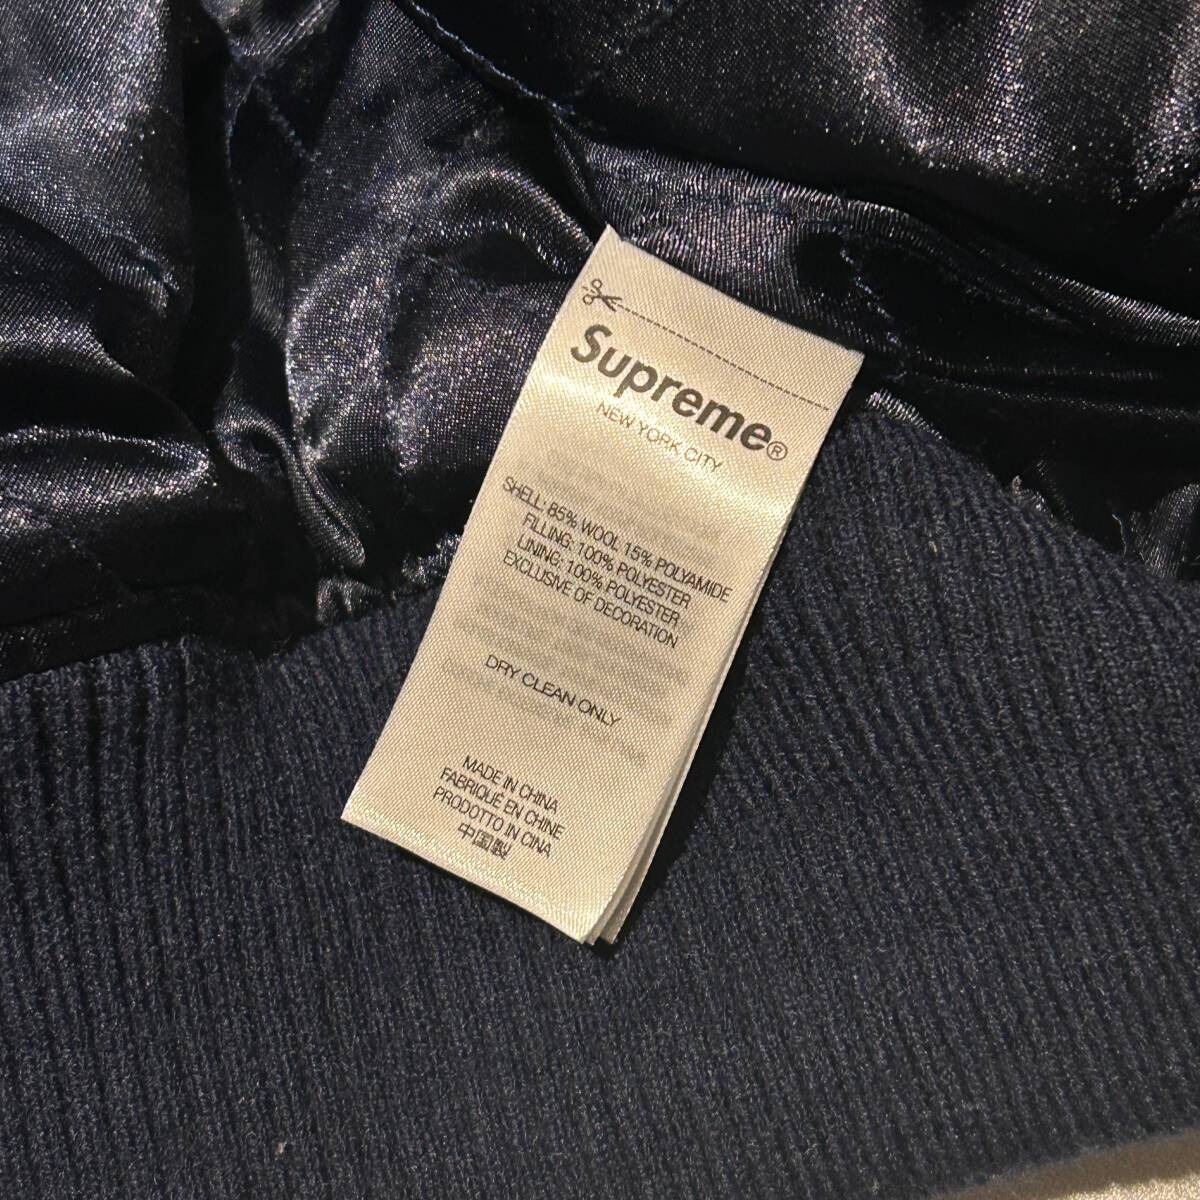 Supreme®
NEW YORK CITY
SHELL: 85% WOOL 15% POLYAMIDE
FILLING: 100% POLYESTER
LINING: 100% POLYESTER
EXCLUSIVE OF DECORATION
DRY CLEAN ONLY
MADE IN CHINA
FABRIQUÉ EN CHINE
PRODOTTO IN CINA
中国製